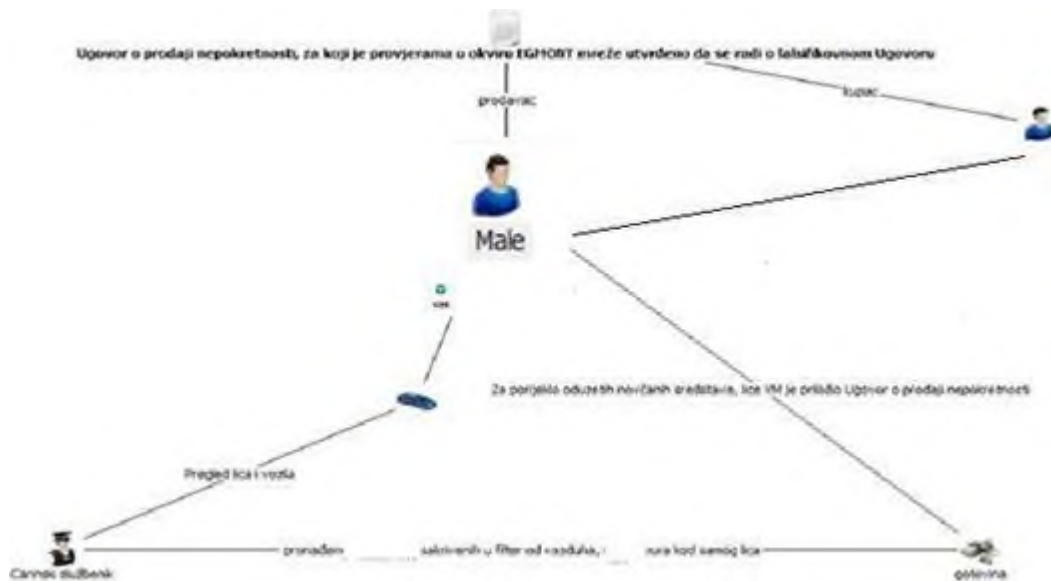 Ugovor o prodaji nepokretnosti, za koji je provjerama u okviru EGMONT mreže utvrđeno da se radi o falsifikovnom Ugovoru
prodavac
kupac
Male
Za porijeklo oduzetih novčanih sredstava, lice VM je priložio Ugovor o prodaji nepokretnosti
Pregled lica i vozila
pronađeno sakrivenih u filter od vazduha, kod samog lica
Carinski službenik
gotovina